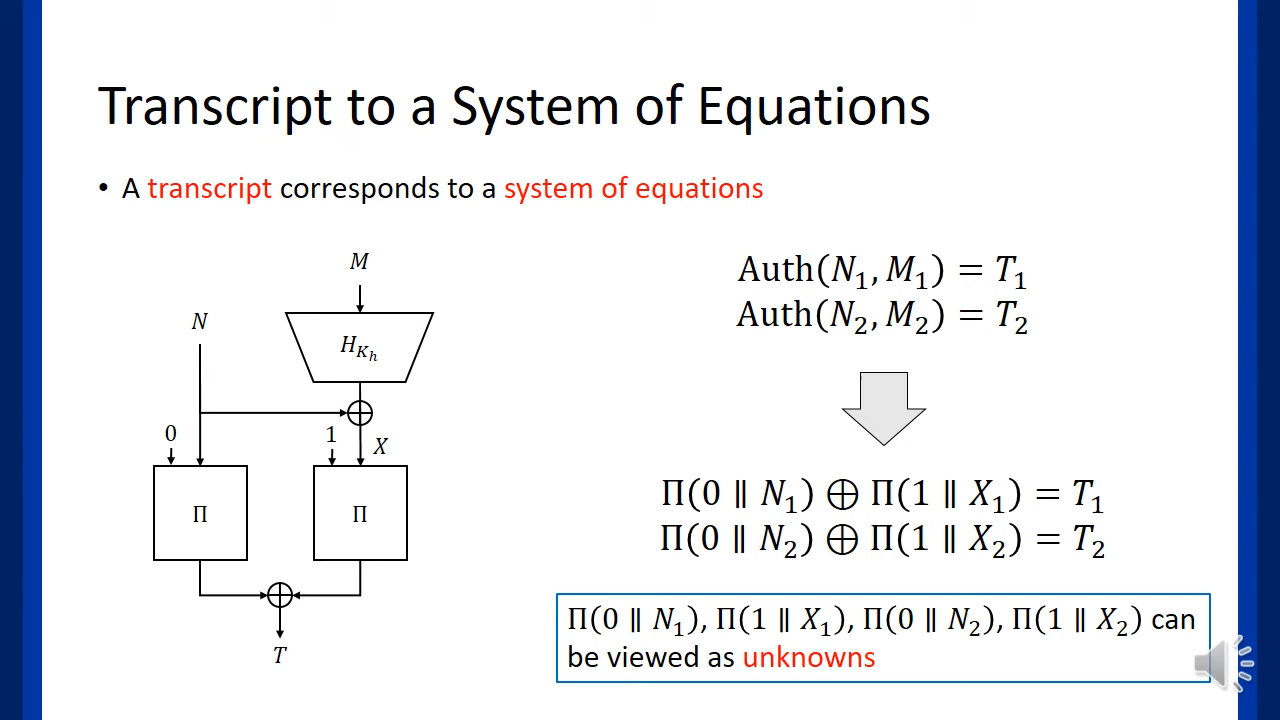 Transcript to a System of Equations
• A transcript corresponds to a system of equations
M
N
H_{K_h}
0
1
X
Π
Π
T
Auth(N₁, M₁) = T₁
Auth(N₂, M₂) = T₂
Π(0 ∥ N₁) ⊕ Π(1 ∥ X₁) = T₁
Π(0 ∥ N₂) ⊕ Π(1 ∥ X₂) = T₂
Π(0 ∥ N₁), Π(1 ∥ X₁), Π(0 ∥ N₂), Π(1 ∥ X₂) can
be viewed as unknowns